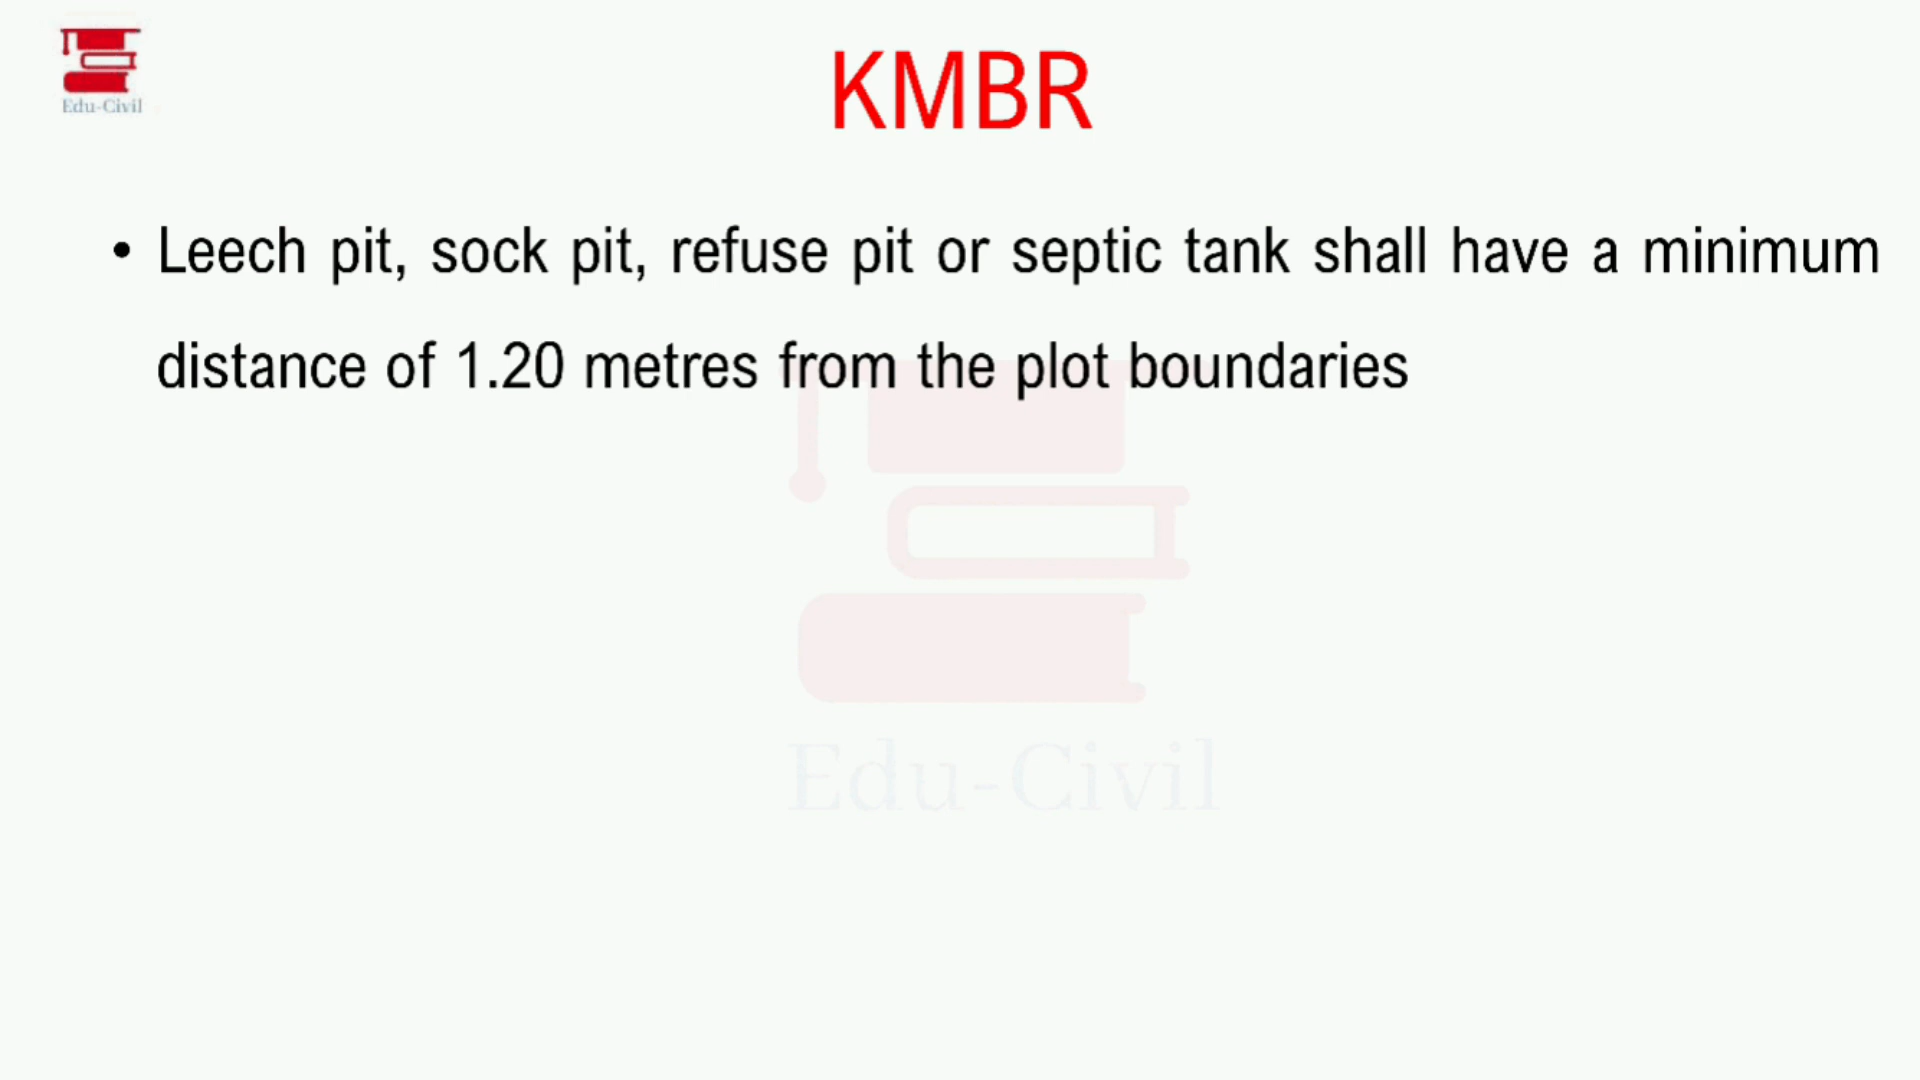 Edu-Civil
KMBR
• Leech pit, sock pit, refuse pit or septic tank shall have a minimum
distance of 1.20 metres from the plot boundaries
Edu-Civil